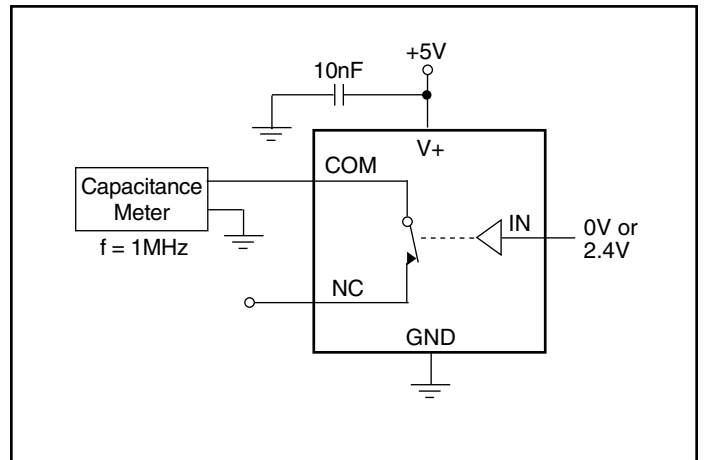 +5V
10nF
V+
COM
Capacitance
Meter
f = 1MHz
IN
0V or
2.4V
NC
GND